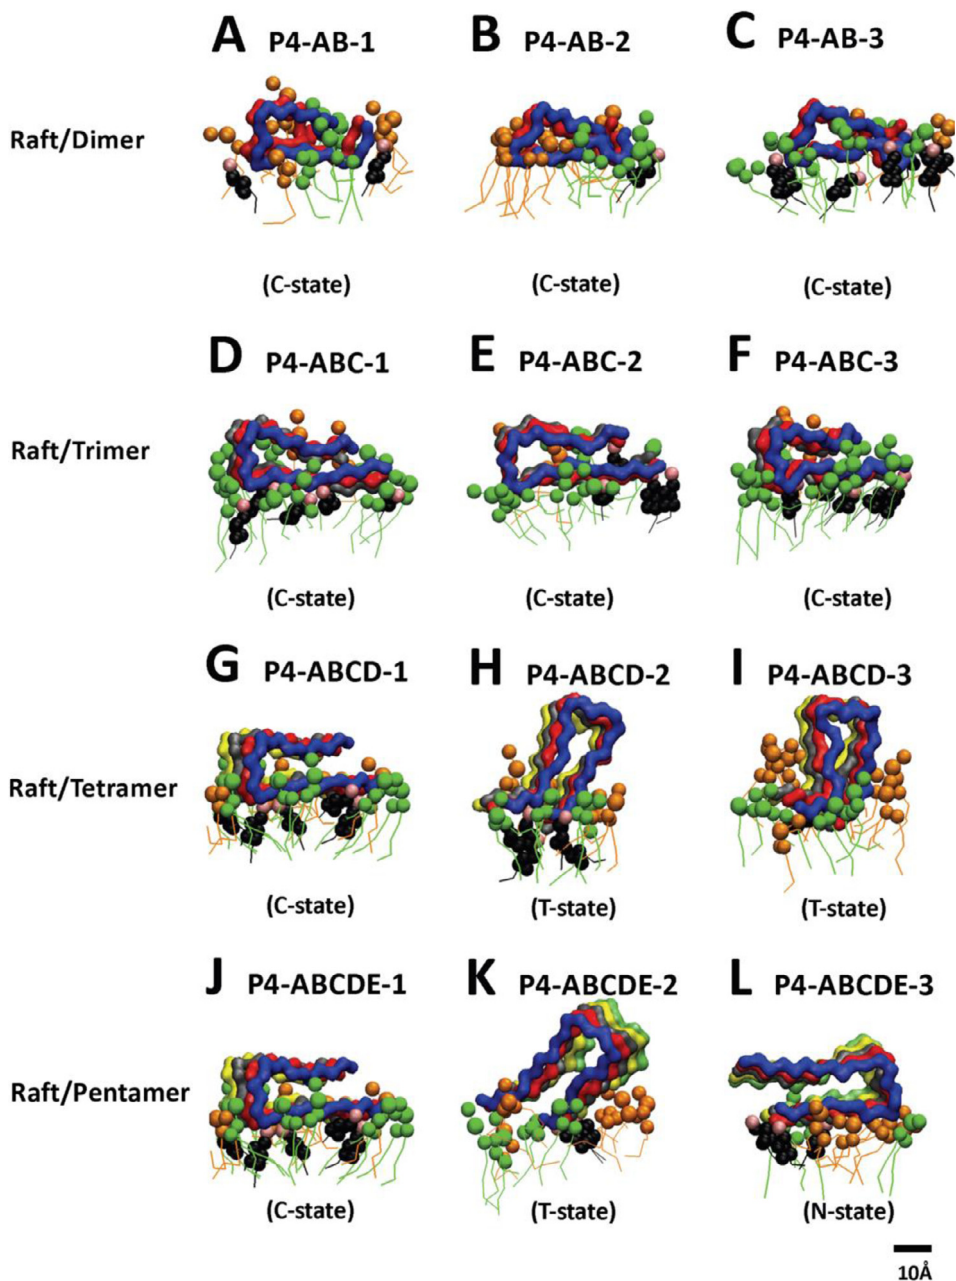 A P4-AB-1 B P4-AB-2 C P4-AB-3
Raft/Dimer
(C-state) (C-state) (C-state)
D P4-ABC-1 E P4-ABC-2 F P4-ABC-3
Raft/Trimer
(C-state) (C-state) (C-state)
G P4-ABCD-1 H P4-ABCD-2 I P4-ABCD-3
Raft/Tetramer
(C-state) (T-state) (T-state)
J P4-ABCDE-1 K P4-ABCDE-2 L P4-ABCDE-3
Raft/Pentamer
(C-state) (T-state) (N-state)
10Å